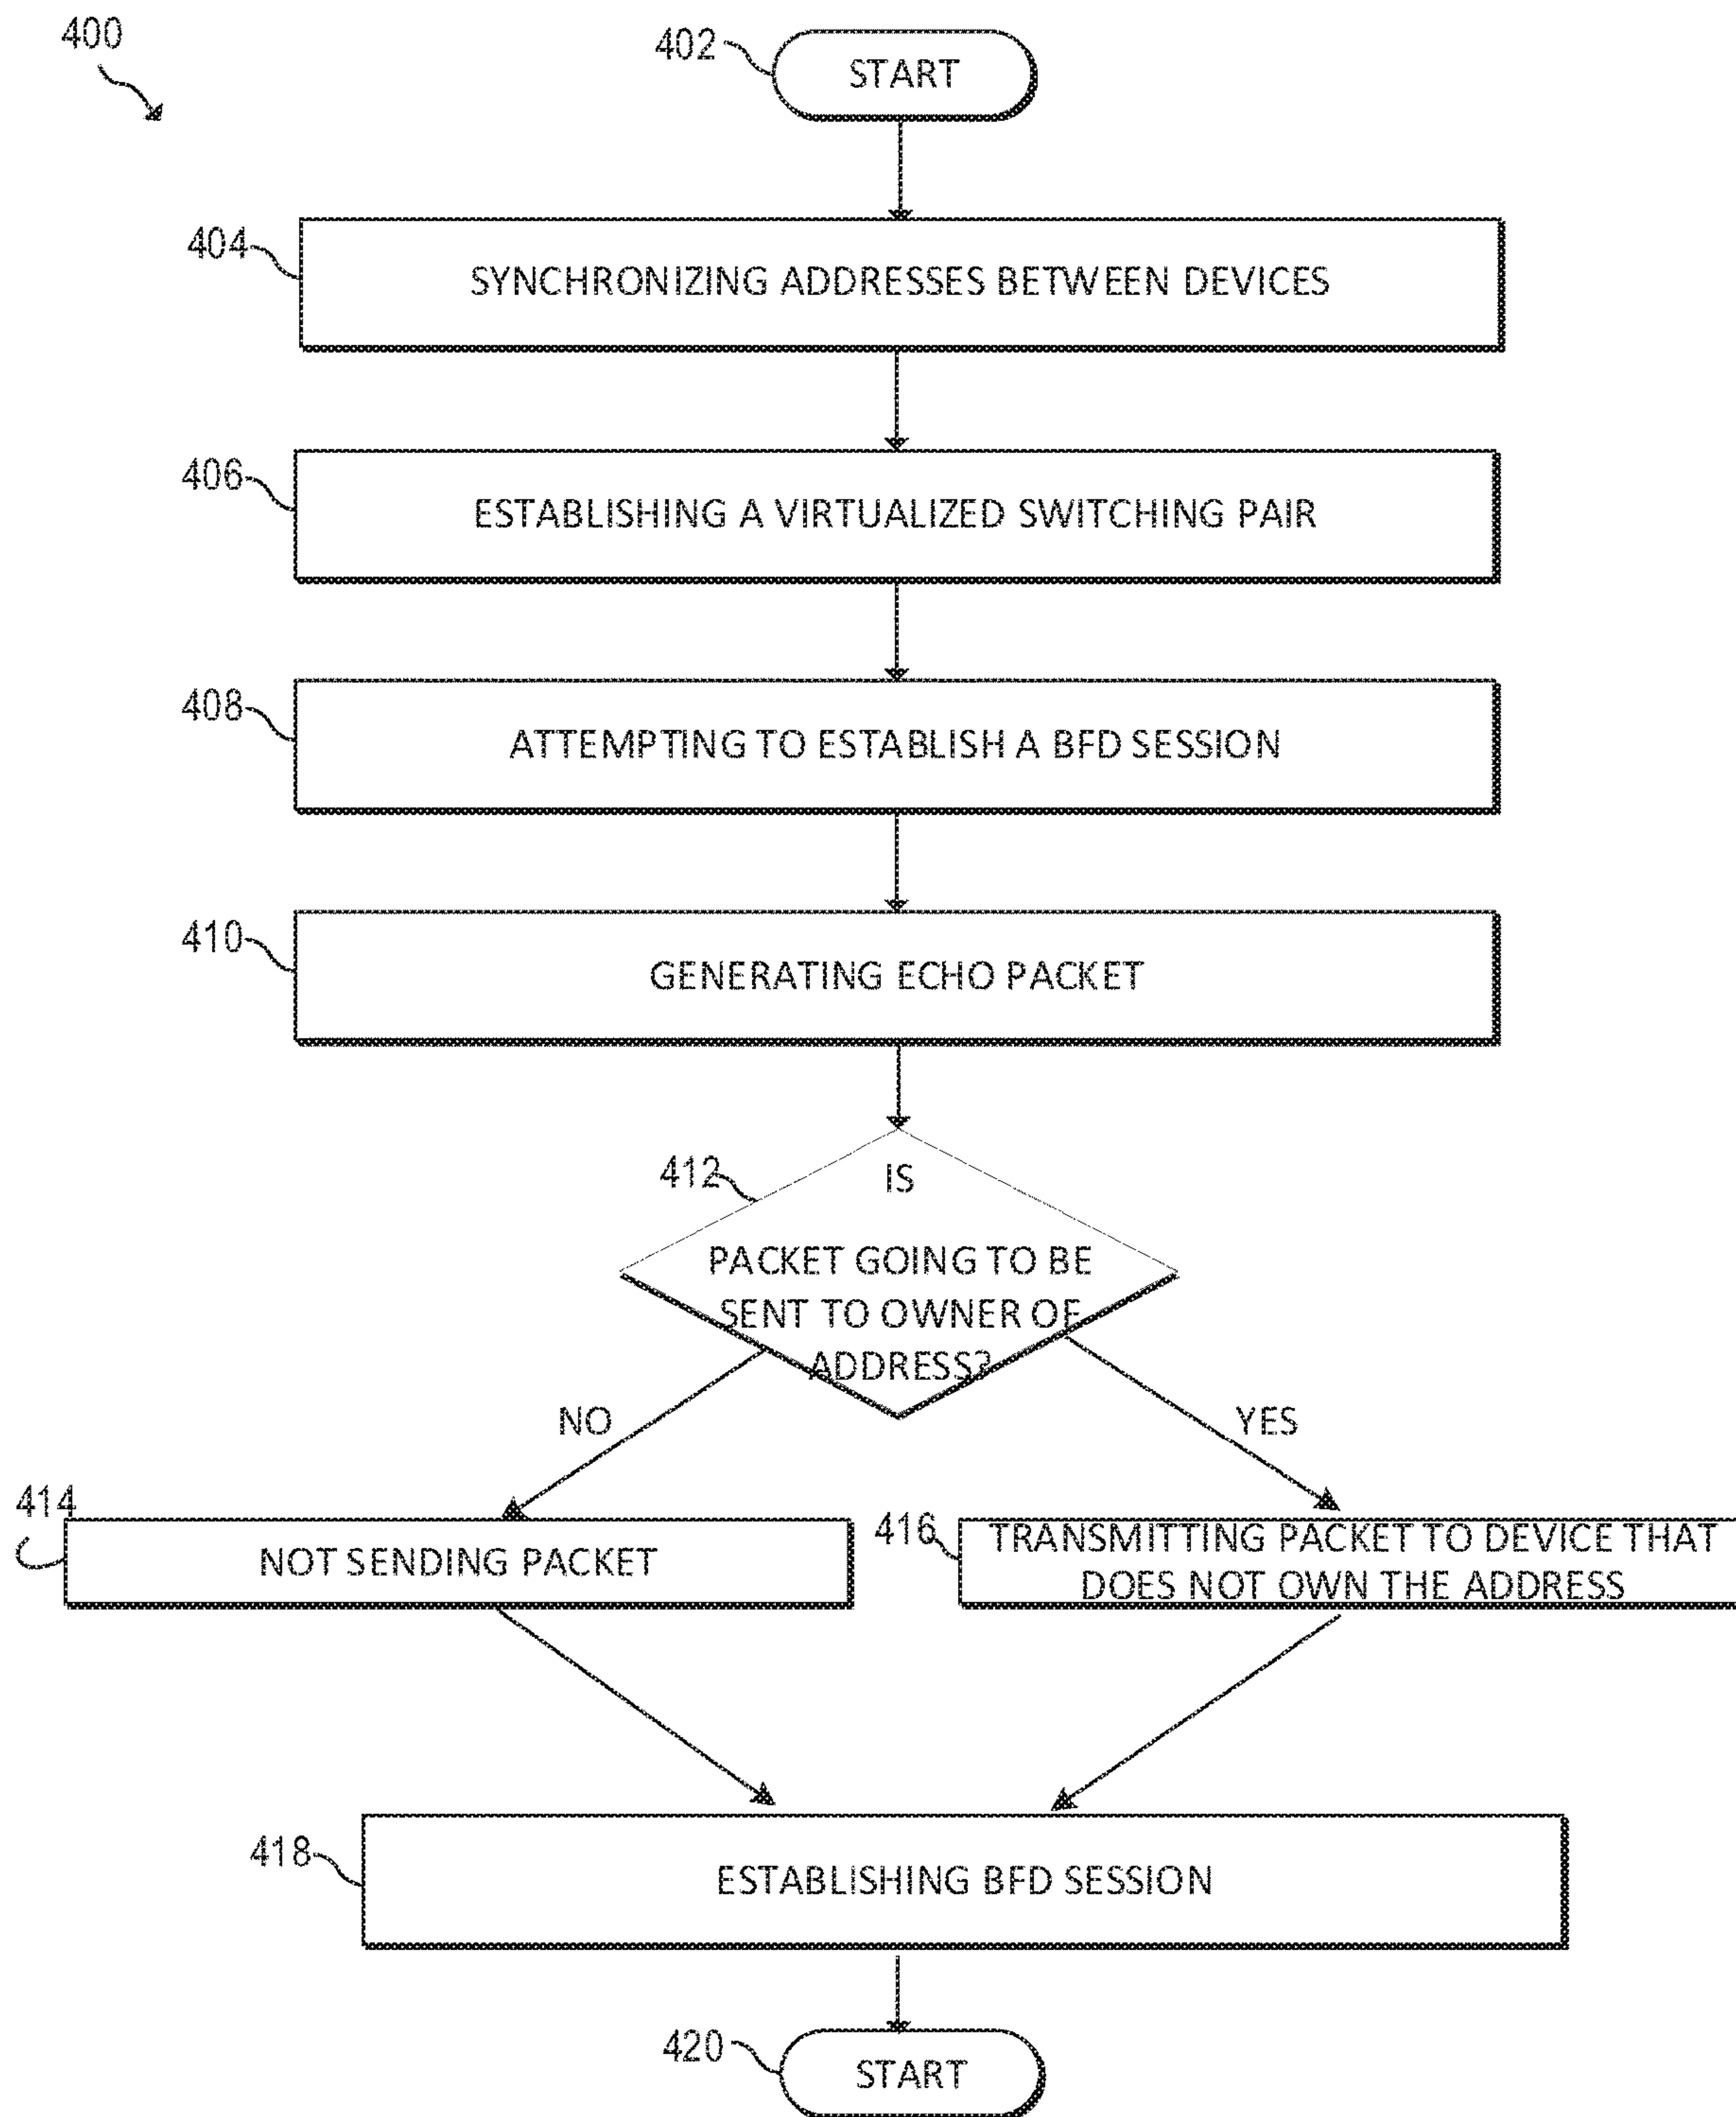 400
402
START
404
SYNCHRONIZING ADDRESSES BETWEEN DEVICES
406
ESTABLISHING A VIRTUALIZED SWITCHING PAIR
408
ATTEMPTING TO ESTABLISH A BFD SESSION
410
GENERATING ECHO PACKET
412
IS
PACKET GOING TO BE
SENT TO OWNER OF
ADDRESS?
NO
YES
414
NOT SENDING PACKET
416
TRANSMITTING PACKET TO DEVICE THAT
DOES NOT OWN THE ADDRESS
418
ESTABLISHING BFD SESSION
420
START